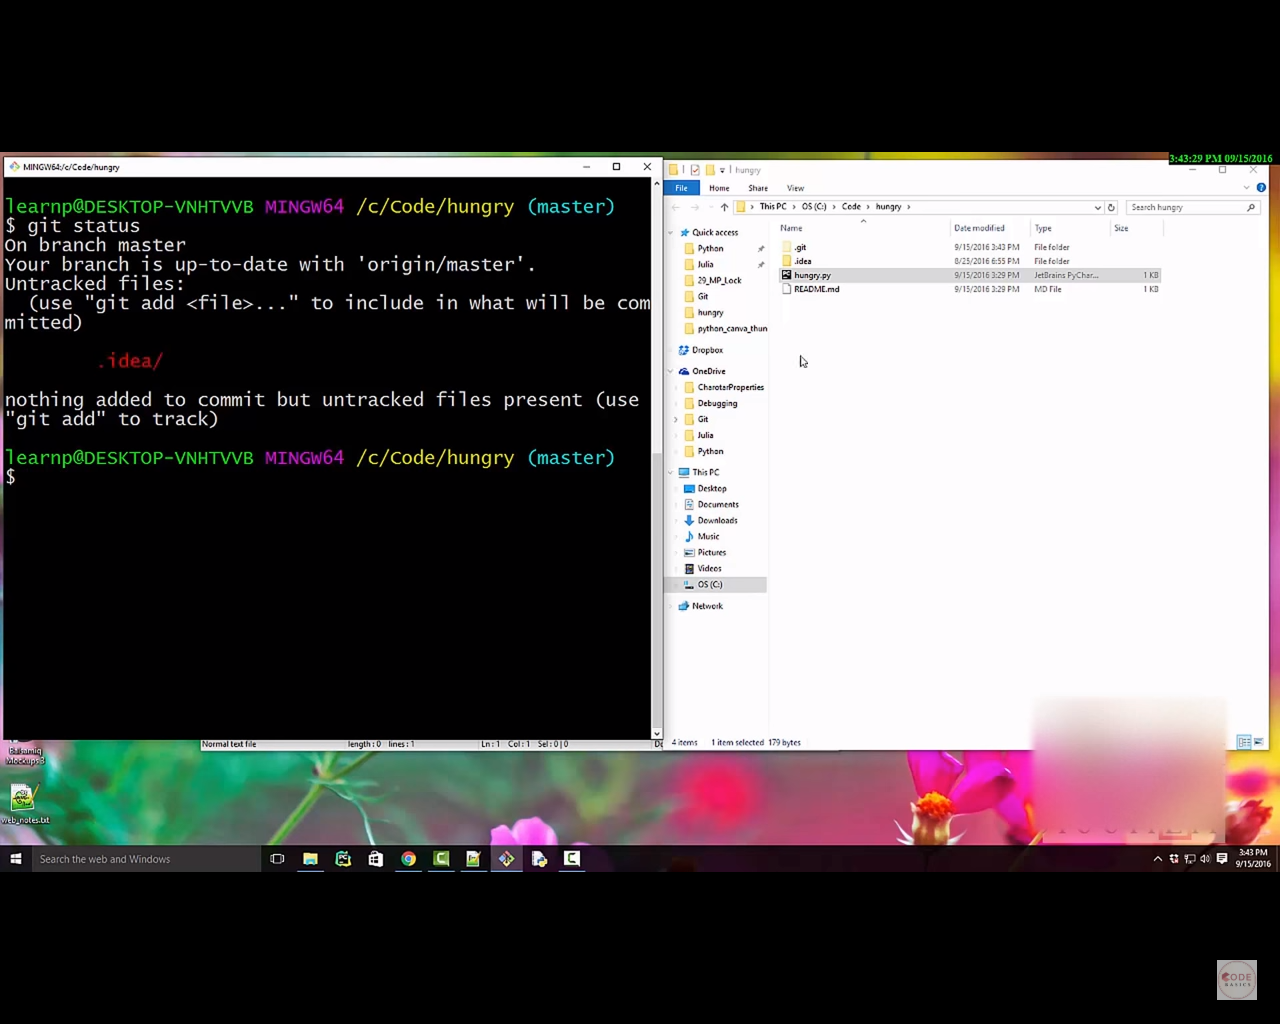 3:43:29 PM 09/15/2016
MINGW64:/c/Code/hungry
learnp@DESKTOP-VNHTVVB MINGW64 /c/Code/hungry (master)
$ git status
On branch master
Your branch is up-to-date with 'origin/master'.
Untracked files:
(use "git add <file>..." to include in what will be com
mitted)
.idea/
nothing added to commit but untracked files present (use
"git add" to track)
learnp@DESKTOP-VNHTVVB MINGW64 /c/Code/hungry (master)
$
hungry
File Home Share View
This PC > OS (C:) > Code > hungry >
Search hungry
Name Date modified Type Size
.git 9/15/2016 3:43 PM File folder
.idea 8/25/2016 6:55 PM File folder
hungry.py 9/15/2016 3:29 PM JetBrains PyChar... 1 KB
README.md 9/15/2016 3:29 PM MD File 1 KB
Quick access
Python
Julia
29_MP_Lock
Git
hungry
python_canva_thun
Dropbox
OneDrive
CharotarProperties
Debugging
Git
Julia
Python
This PC
Desktop
Documents
Downloads
Music
Pictures
Videos
OS (C:)
Network
4 items 1 item selected 179 bytes
Normal text file length : 0 lines : 1 Ln : 1 Col : 1 Sel : 0 | 0
Balsamiq
Mockups 3
web_notes.txt
Search the web and Windows
3:43 PM
9/15/2016
CODE
BASICS